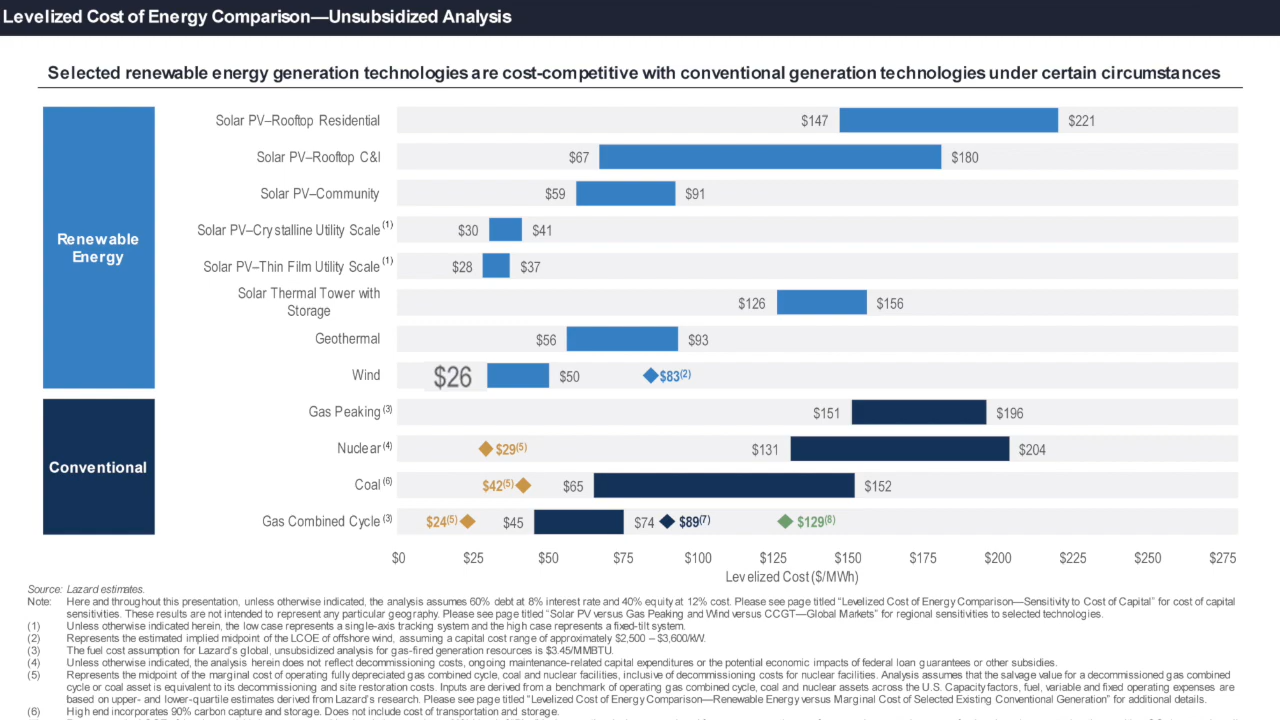 Levelized Cost of Energy Comparison—Unsubsidized Analysis
Selected renewable energy generation technologies are cost-competitive with conventional generation technologies under certain circumstances
Renewable
Energy
Solar PV–Rooftop Residential $147 $221
Solar PV–Rooftop C&I $67 $180
Solar PV–Community $59 $91
Solar PV–Crystalline Utility Scale (1) $30 $41
Solar PV–Thin Film Utility Scale (1) $28 $37
Solar Thermal Tower with
Storage
$126 $156
Geothermal $56 $93
Wind $26 $50 $83(2)
Conventional
Gas Peaking (3) $151 $196
Nuclear (4) $29(5) $131 $204
Coal (6) $42(5) $65 $152
Gas Combined Cycle (3) $24(5) $45 $74 $89(7) $129(8)
$0 $25 $50 $75 $100 $125 $150 $175 $200 $225 $250 $275
Levelized Cost ($/MWh)
Source: Lazard estimates.
Note: Here and throughout this presentation, unless otherwise indicated, the analysis assumes 60% debt at 8% interest rate and 40% equity at 12% cost. Please see page titled “Levelized Cost of Energy Comparison—Sensitivity to Cost of Capital” for cost of capital
sensitivities. These results are not intended to represent any particular geography. Please see page titled “Solar PV versus Gas Peaking and Wind versus CCGT—Global Markets” for regional sensitivities to selected technologies.
(1) Unless otherwise indicated herein, the low case represents a single-axis tracking system and the high case represents a fixed-tilt system.
(2) Represents the estimated implied midpoint of the LCOE of offshore wind, assuming a capital cost range of approximately $2,500 – $3,600/kW.
(3) The fuel cost assumption for Lazard’s global, unsubsidized analysis for gas-fired generation resources is $3.45/MMBTU.
(4) Unless otherwise indicated, the analysis herein does not reflect decommissioning costs, ongoing maintenance-related capital expenditures or the potential economic impacts of federal loan guarantees or other subsidies.
(5) Represents the midpoint of the marginal cost of operating fully depreciated gas combined cycle, coal and nuclear facilities, inclusive of decommissioning costs for nuclear facilities. Analysis assumes that the salvage value for a decommissioned gas combined
cycle or coal asset is equivalent to its decommissioning and site restoration costs. Inputs are derived from a benchmark of operating gas combined cycle, coal and nuclear assets across the U.S. Capacity factors, fuel, variable and fixed operating expenses are
based on upper- and lower-quartile estimates derived from Lazard’s research. Please see page titled “Levelized Cost of Energy Comparison—Renewable Energy versus Marginal Cost of Selected Existing Conventional Generation” for additional details.
(6) High end incorporates 90% carbon capture and storage. Does not include cost of transportation and storage.